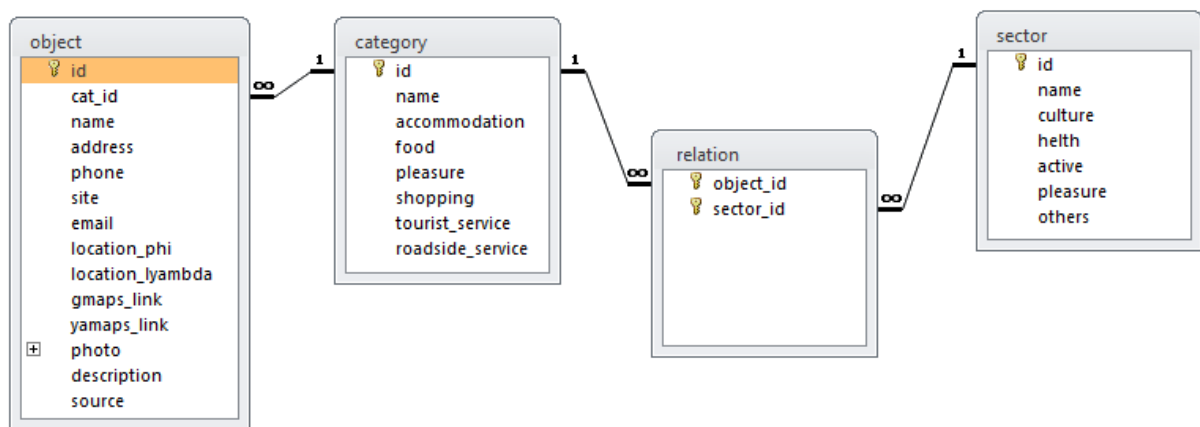 object
id
cat_id
name
address
phone
site
email
location_phi
location_lyambda
gmaps_link
yamaps_link
photo
description
source
∞
1
category
id
name
accommodation
food
pleasure
shopping
tourist_service
roadside_service
1
∞
relation
object_id
sector_id
∞
1
sector
id
name
culture
helth
active
pleasure
others